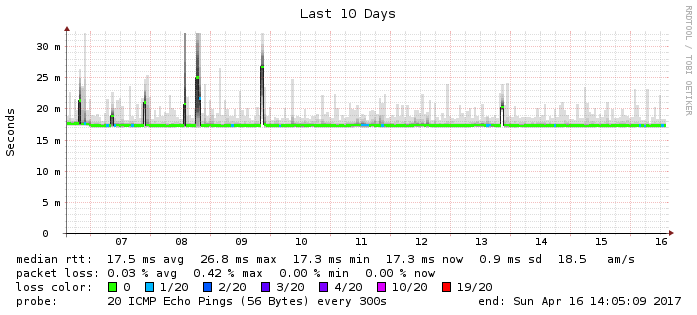 Last 10 Days
RRDTOOL / TOBI OETIKER
Seconds
30 m
25 m
20 m
15 m
10 m
5 m
0
07 08 09 10 11 12 13 14 15 16
median rtt: 17.5 ms avg 26.8 ms max 17.3 ms min 17.3 ms now 0.9 ms sd 18.5 am/s
packet loss: 0.03 % avg 0.42 % max 0.00 % min 0.00 % now
loss color: 0 1/20 2/20 3/20 4/20 10/20 19/20
probe: 20 ICMP Echo Pings (56 Bytes) every 300s end: Sun Apr 16 14:05:09 2017